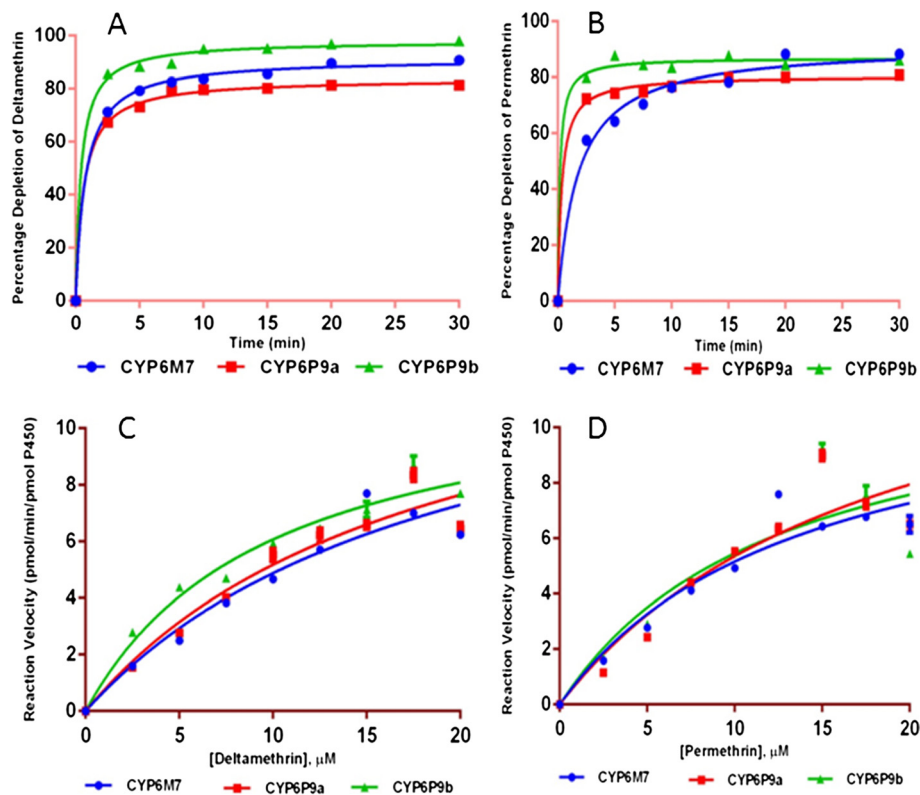 A
Percentage Depletion of Deltamethrin
100
80
60
40
20
0
0 5 10 15 20 25 30
Time (min)
CYP6M7 CYP6P9a CYP6P9b
B
Percentage Depletion of Permethrin
100
80
60
40
20
0
0 5 10 15 20 25 30
Time (min)
CYP6M7 CYP6P9a CYP6P9b
C
Reaction Velocity (pmol/min/pmol P450)
10
8
6
4
2
0
0 5 10 15 20
[Deltamethrin], µM
CYP6M7 CYP6P9a CYP6P9b
D
Reaction Velocity (pmol/min/pmol P450)
10
8
6
4
2
0
0 5 10 15 20
[Permethrin], µM
CYP6M7 CYP6P9a CYP6P9b